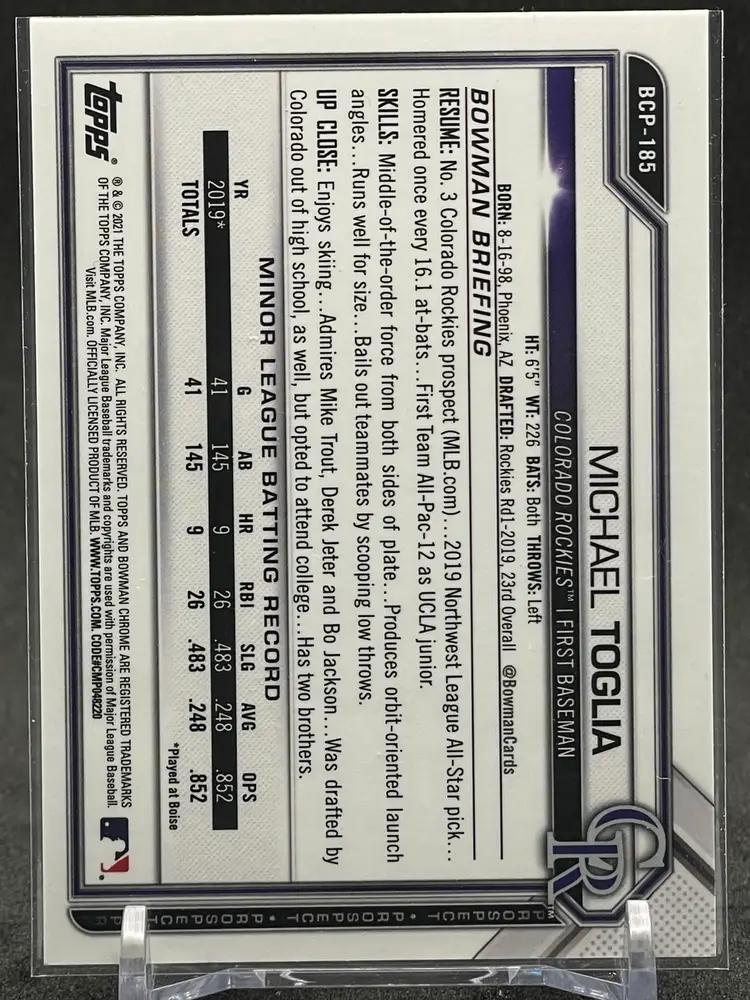 BCP-185
MICHAEL TOGLIA
COLORADO ROCKIES™ | FIRST BASEMAN
HT: 6'5" WT: 226 BATS: Both THROWS: Left
BORN: 8-16-98, Phoenix, AZ DRAFTED: Rockies Rd1-2019, 23rd Overall @BowmanCards
CR™
BOWMAN BRIEFING
RESUME: No. 3 Colorado Rockies prospect (MLB.com)...2019 Northwest League All-Star pick...
Homered once every 16.1 at-bats...First Team All-Pac-12 as UCLA junior.
SKILLS: Middle-of-the-order force from both sides of plate...Produces orbit-oriented launch
angles...Runs well for size...Bails out teammates by scooping low throws.
UP CLOSE: Enjoys skiing...Admires Mike Trout, Derek Jeter and Bo Jackson...Was drafted by
Colorado out of high school, as well, but opted to attend college...Has two brothers.
MINOR LEAGUE BATTING RECORD
YR G AB HR RBI SLG AVG OPS
2019* 41 145 9 26 .483 .248 .852
TOTALS 41 145 9 26 .483 .248 .852
*Played at Boise
topps®
® & © 2021 THE TOPPS COMPANY, INC. ALL RIGHTS RESERVED. TOPPS AND BOWMAN CHROME ARE REGISTERED TRADEMARKS
OF THE TOPPS COMPANY, INC. Major League Baseball trademarks and copyrights are used with permission of Major League Baseball.
Visit MLB.com. OFFICIALLY LICENSED PRODUCT OF MLB. WWW.TOPPS.COM. CODE#CMP048220
PROSPECT • PROSPECT • PR